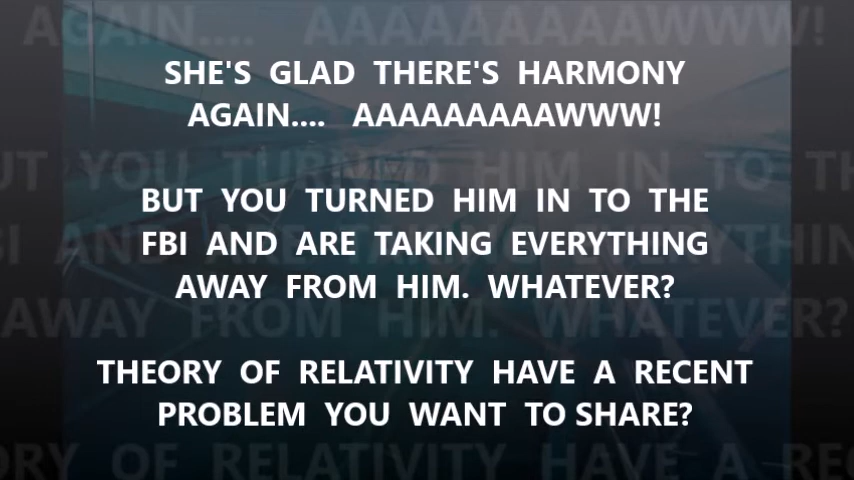 SHE'S GLAD THERE'S HARMONY
AGAIN.... AAAAAAAAAWWW!
BUT YOU TURNED HIM IN TO THE
FBI AND ARE TAKING EVERYTHING
AWAY FROM HIM. WHATEVER?
THEORY OF RELATIVITY HAVE A RECENT
PROBLEM YOU WANT TO SHARE?